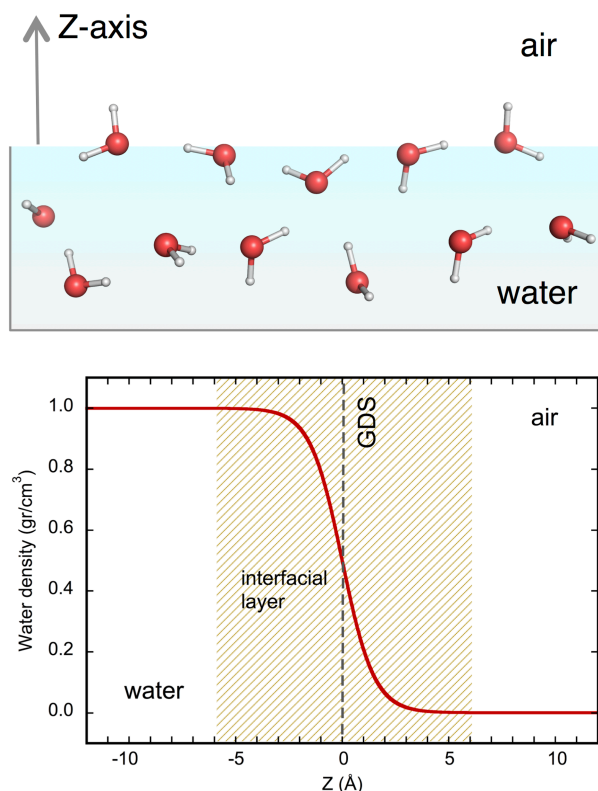 Z-axis
air
water
1.0
0.8
0.6
0.4
0.2
0.0
Water density (gr/cm³)
GDS
air
interfacial
layer
water
-10
-5
0
5
10
Z (Å)